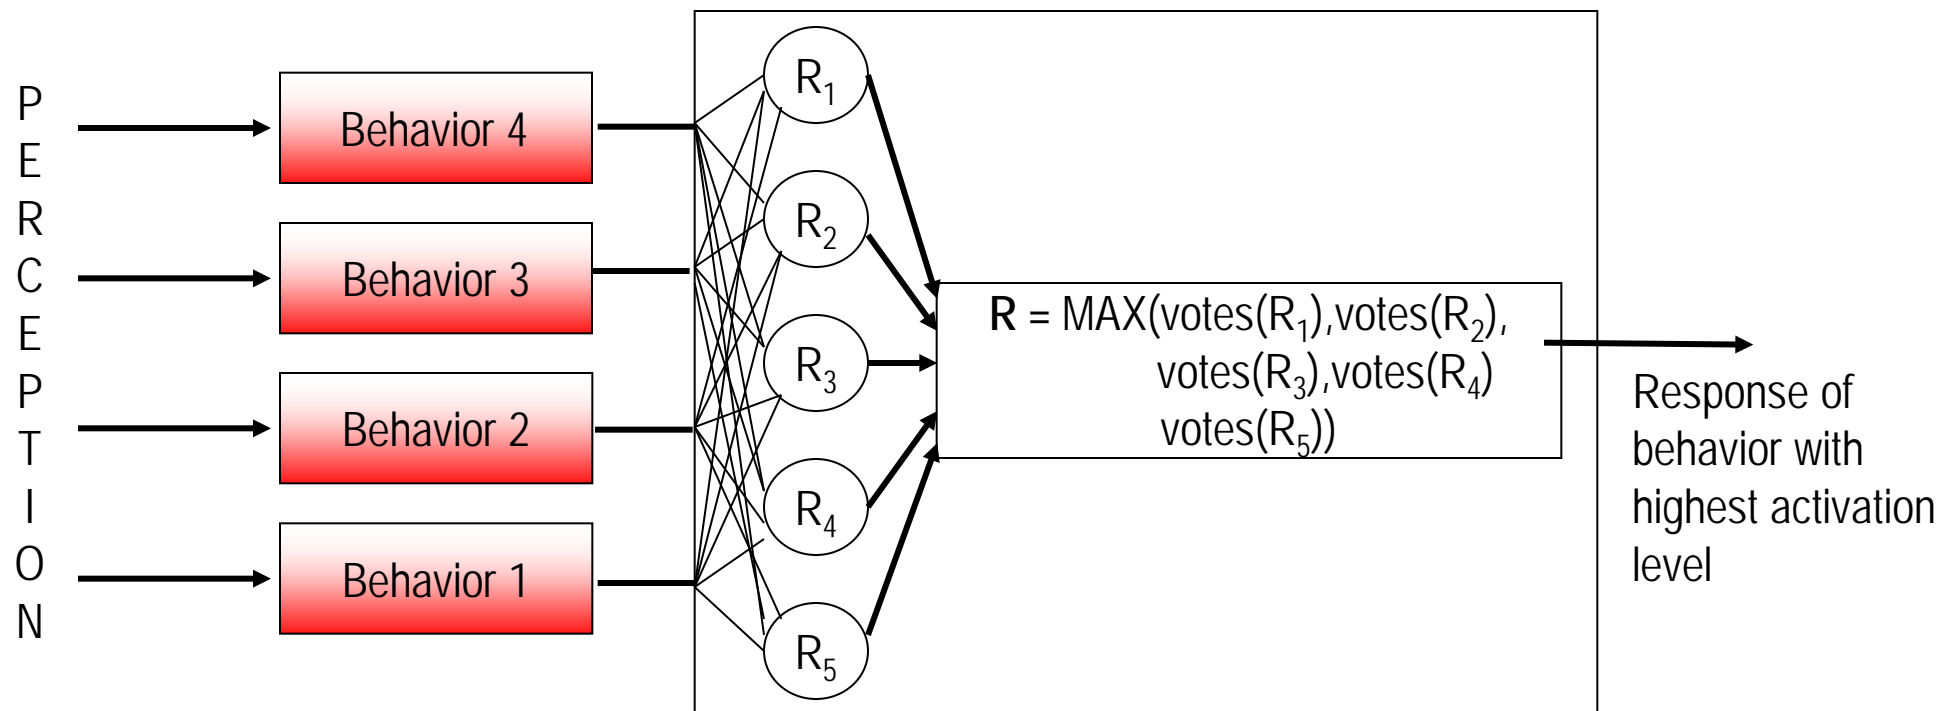 PERCEPTION
Behavior 4
Behavior 3
Behavior 2
Behavior 1
R₁
R₂
R₃
R₄
R₅
R = MAX(votes(R₁),votes(R₂),
votes(R₃),votes(R₄)
votes(R₅))
Response of
behavior with
highest activation
level